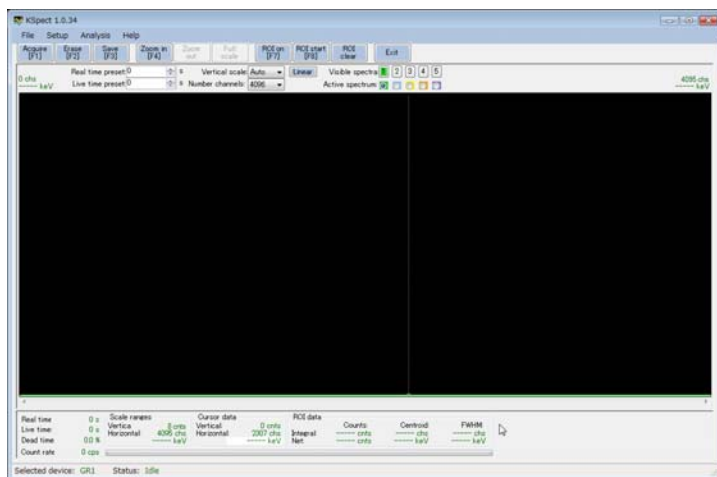 KSpect 1.0.34
File Setup Analysis Help
Acquire [F1] Erase [F2] Save [F3] Zoom in [F4] Zoom out Full scale ROI on [F7] ROI start [F8] ROI clear Exit
Real time preset: 0 s Vertical scale: Auto Linear Visible spectra 1 2 3 4 5
0 chs 4095 chs
----- keV Live time preset: 0 s Number channels: 4096 Active spectrum ----- keV
Real time 0 s Scale ranges Cursor data ROI data
Live time: 0 s Vertica 8 cnts Vertical: 0 cnts Counts: Centroid FWHM
Horizontal: 4095 chs Horizontal: 2307 chs Integral ----- cnts ----- chs ----- chs
Dead time 0.0 % ----- keV ----- keV Net ----- cnts ----- keV ----- keV
Count rate 0 cps
Selected device: GR1 Status: Idle